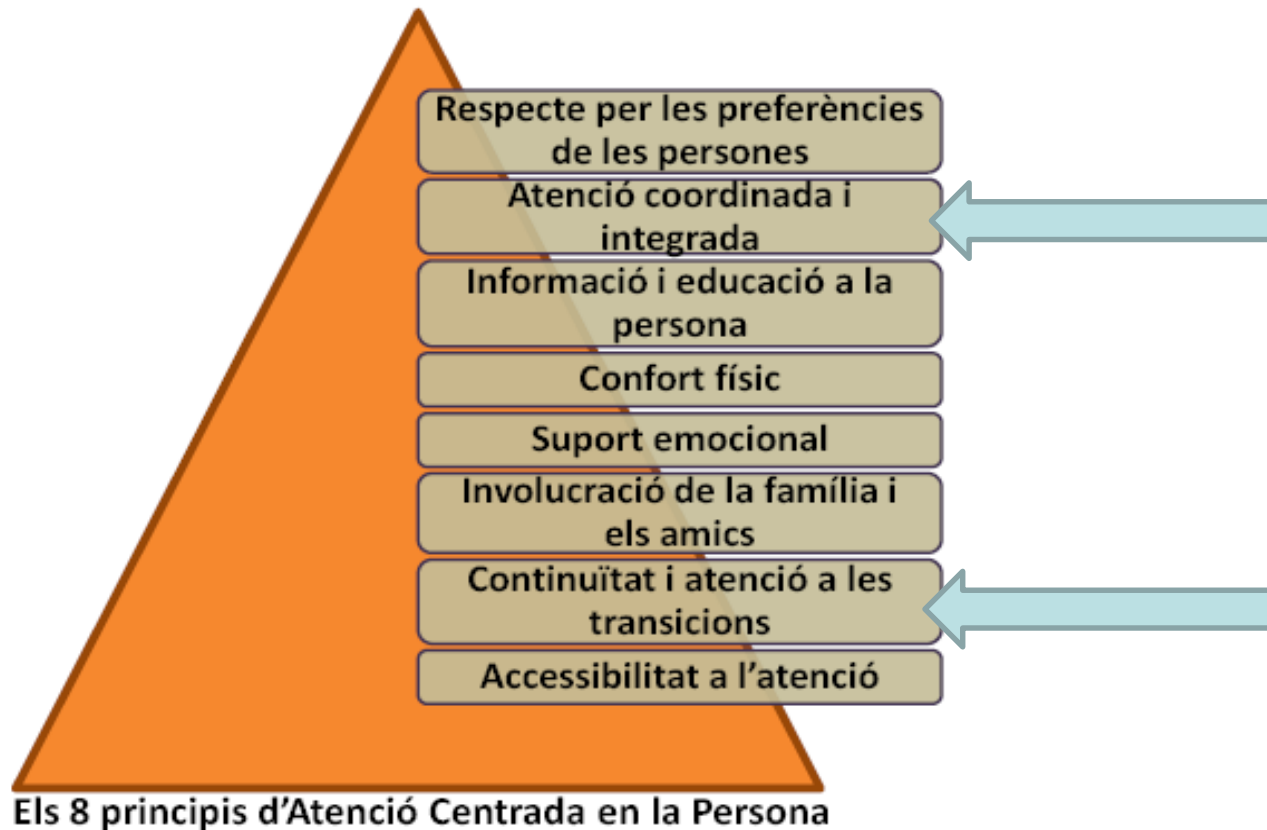 Respecte per les preferències
de les persones
Atenció coordinada i
integrada
Informació i educació a la
persona
Confort físic
Suport emocional
Involucració de la família i
els amics
Continuïtat i atenció a les
transicions
Accessibilitat a l'atenció
Els 8 principis d'Atenció Centrada en la Persona